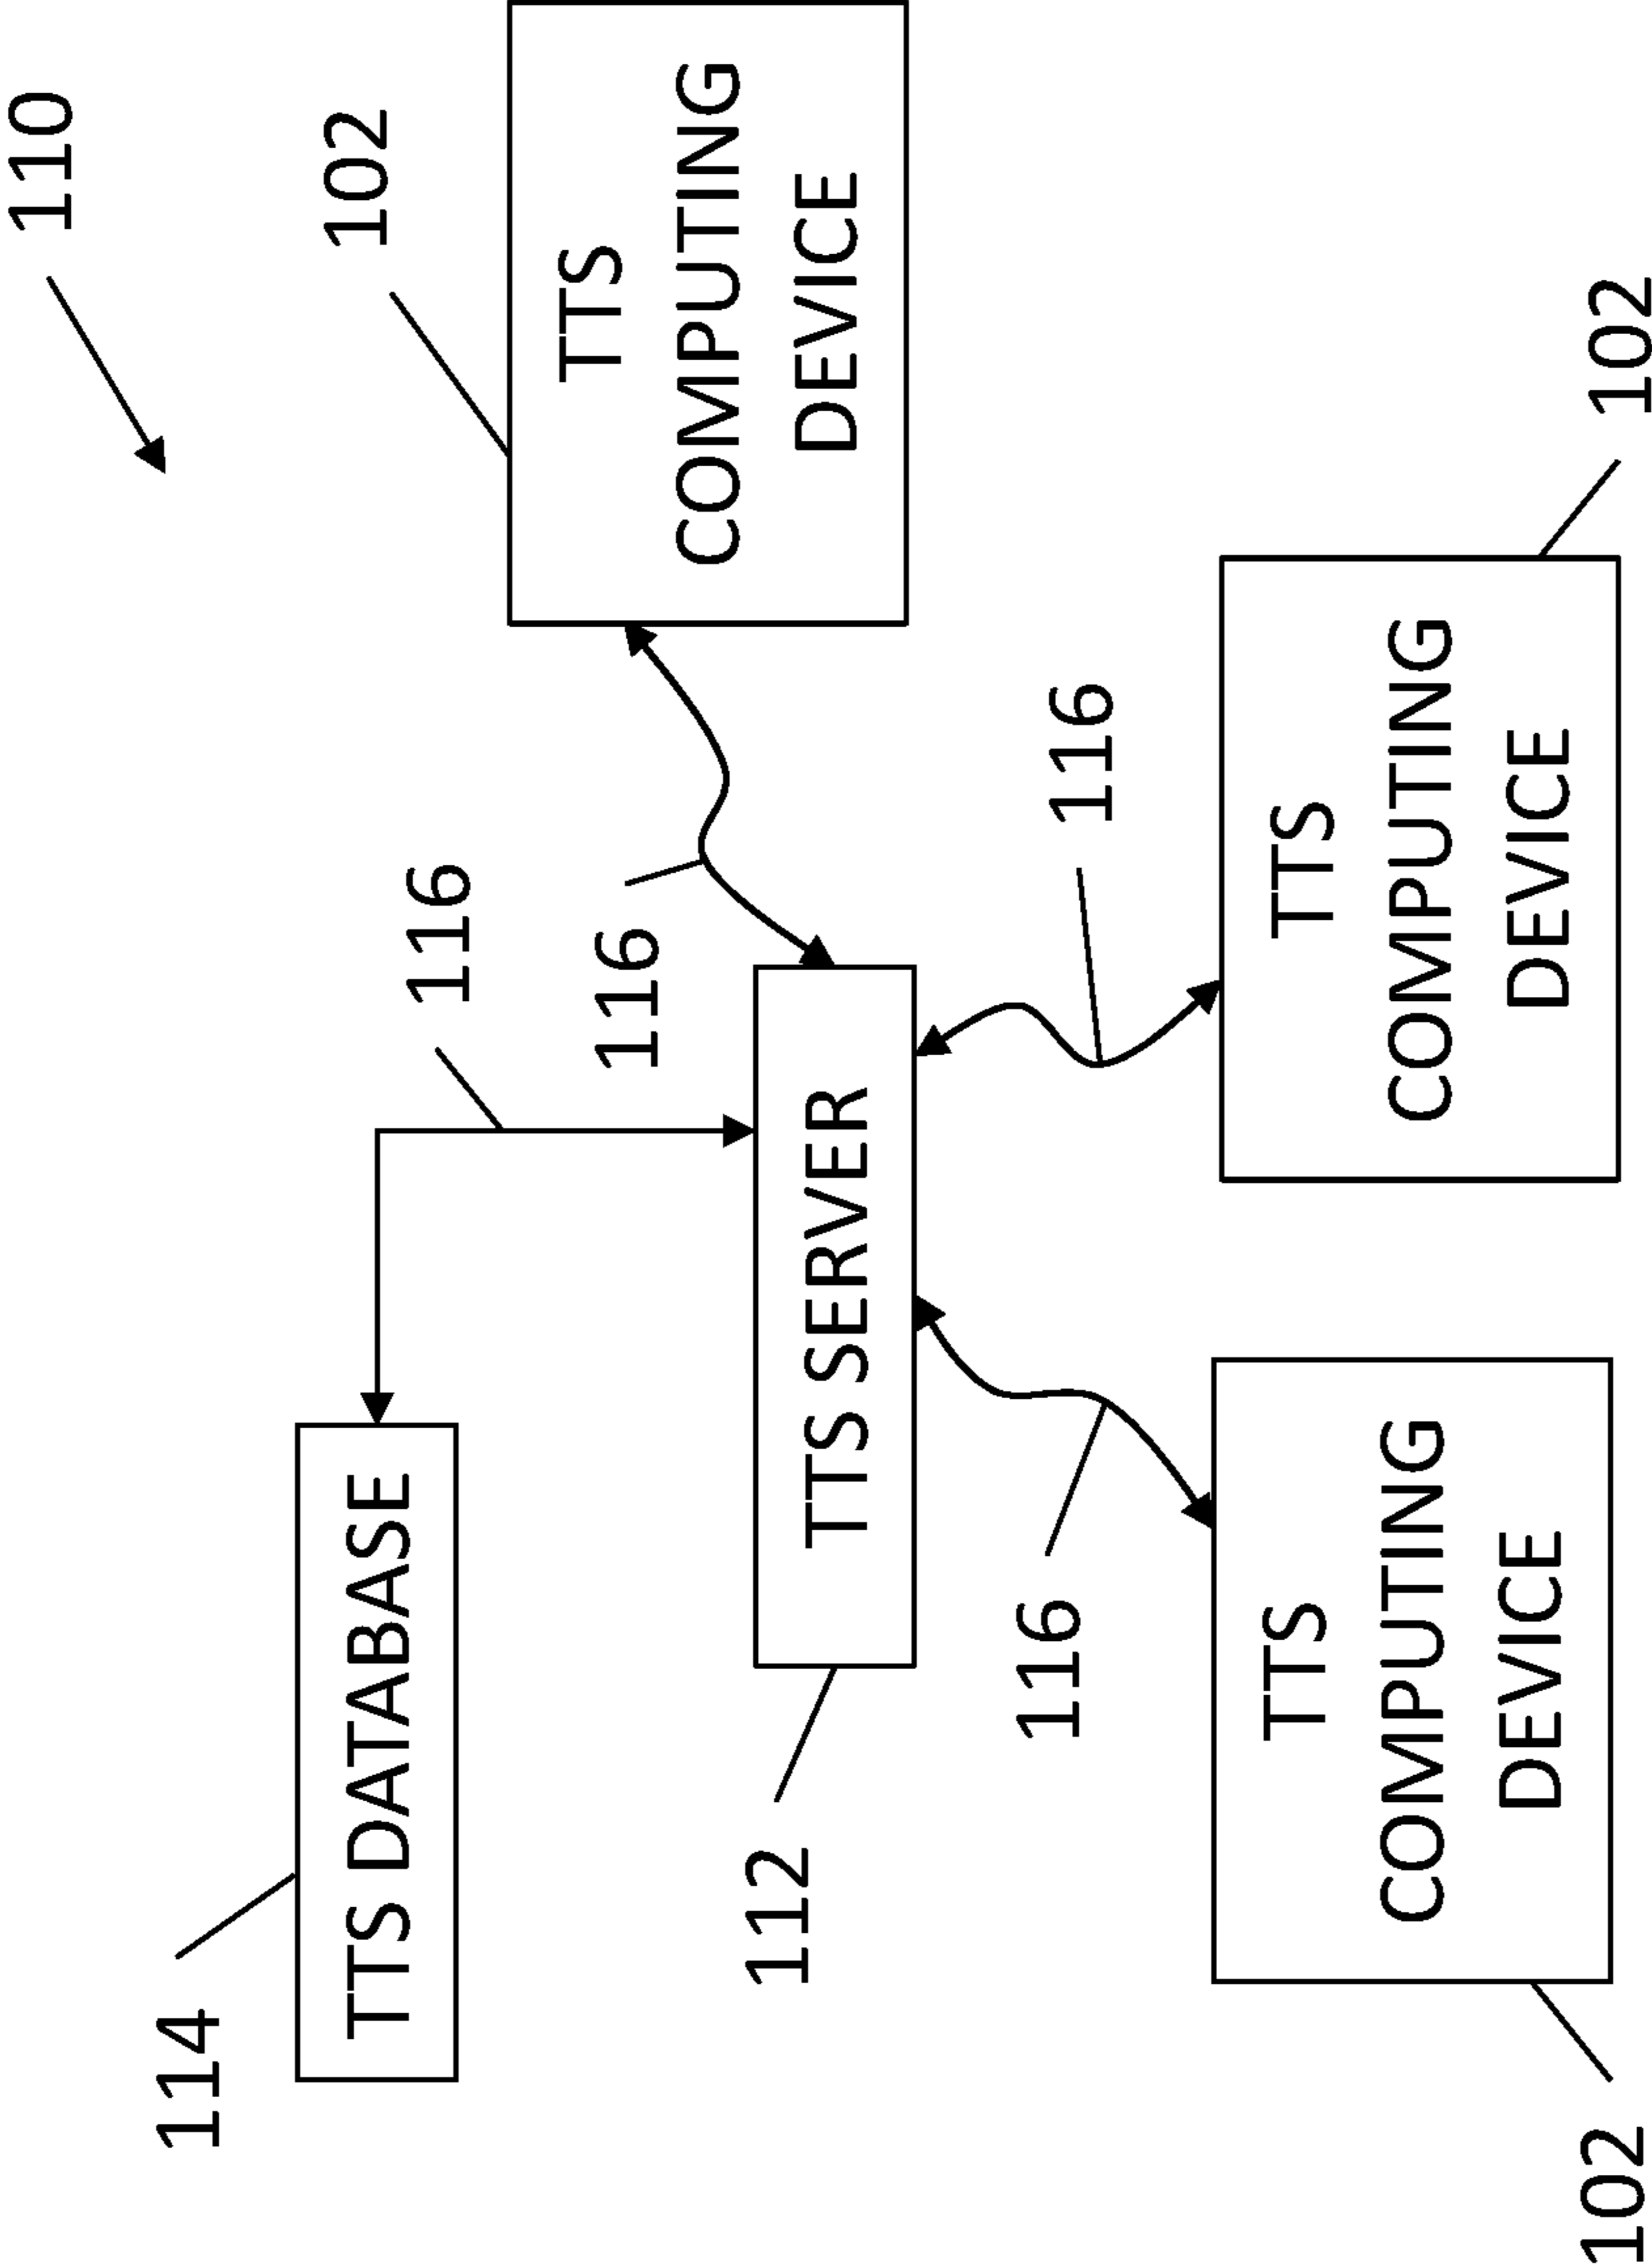 110
114
TTS DATABASE
116
102
TTS
COMPUTING
DEVICE
116
112
TTS SERVER
116
116
102
TTS
COMPUTING
DEVICE
TTS
COMPUTING
DEVICE
102